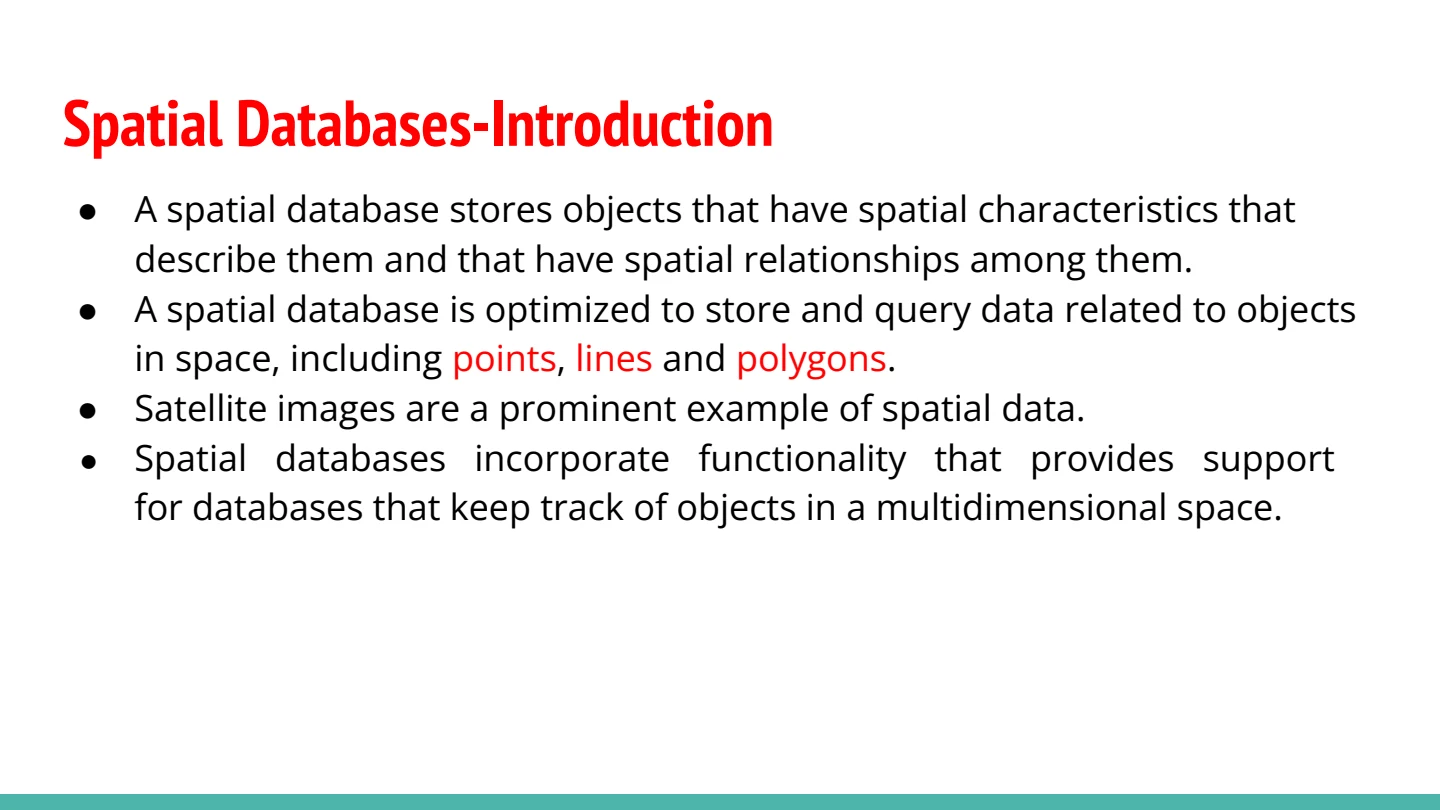 Spatial Databases-Introduction
● A spatial database stores objects that have spatial characteristics that
describe them and that have spatial relationships among them.
● A spatial database is optimized to store and query data related to objects
in space, including points, lines and polygons.
● Satellite images are a prominent example of spatial data.
● Spatial databases incorporate functionality that provides support
for databases that keep track of objects in a multidimensional space.